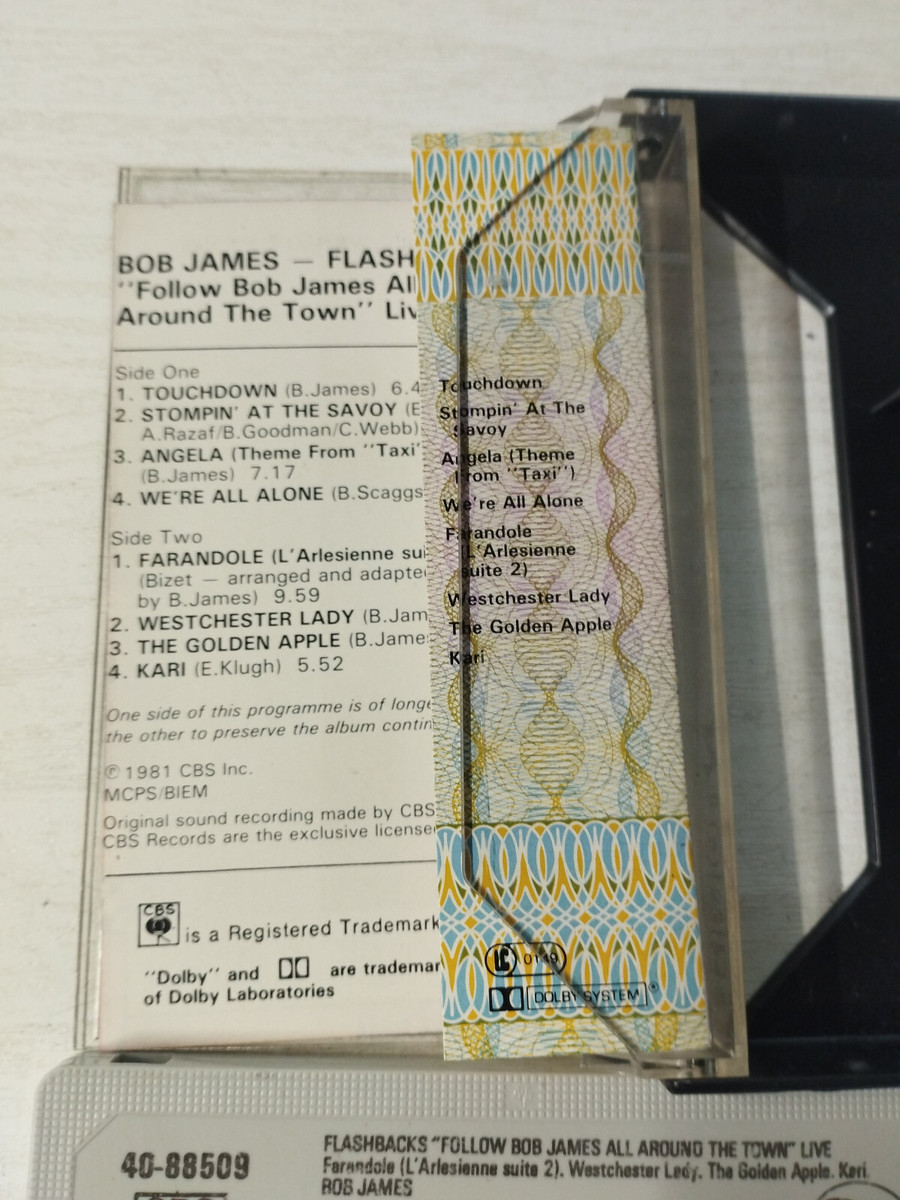 BOB JAMES — FLASH
"Follow Bob James Al
Around The Town" Liv
Side One
1. TOUCHDOWN (B.James) 6.4
2. STOMPIN' AT THE SAVOY (E
A.Razaf/B.Goodman/C.Webb)
3. ANGELA (Theme From "Taxi"
(B.James) 7.17
4. WE'RE ALL ALONE (B.Scaggs
Side Two
1. FARANDOLE (L'Arlesienne sui
(Bizet — arranged and adapte
by B.James) 9.59
2. WESTCHESTER LADY (B.Jam
3. THE GOLDEN APPLE (B.Jame
4. KARI (E.Klugh) 5.52
One side of this programme is of longe
the other to preserve the album contin
℗ 1981 CBS Inc.
MCPS/BIEM
Original sound recording made by CBS
CBS Records are the exclusive license
CBS
is a Registered Trademark
"Dolby" and are trademar
of Dolby Laboratories
Touchdown
Stompin' At The
Savoy
Angela (Theme
From "Taxi")
We're All Alone
Farandole
(L'Arlesienne
suite 2)
Westchester Lady
The Golden Apple
Kari
LC 0149
DOLBY SYSTEM®
40-88509
FLASHBACKS "FOLLOW BOB JAMES ALL AROUND THE TOWN" LIVE
Farandole (L'Arlesienne suite 2). Westchester Lady. The Golden Apple. Kari
BOB JAMES